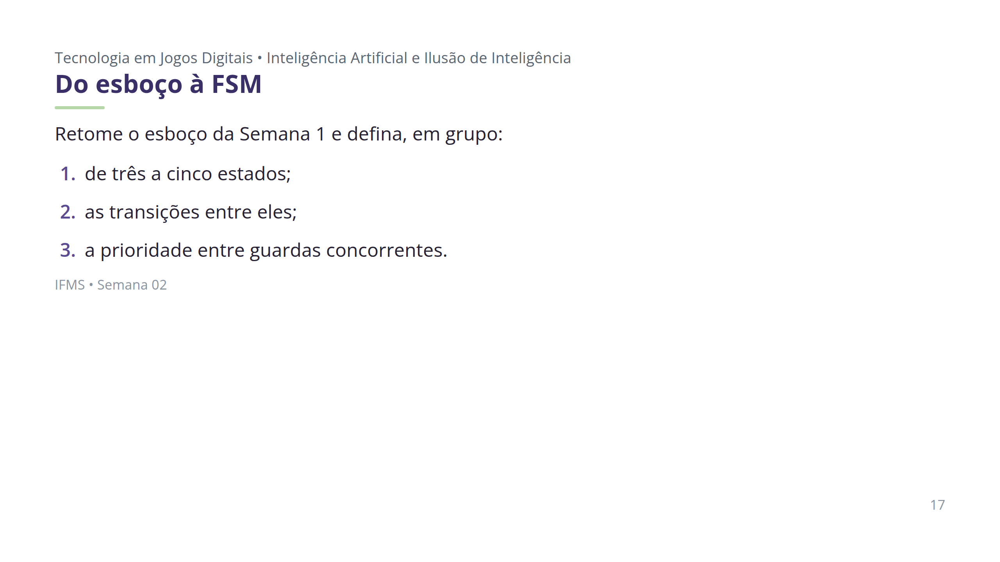 Tecnologia em Jogos Digitais • Inteligência Artificial e Ilusão de Inteligência
Do esboço à FSM
Retome o esboço da Semana 1 e defina, em grupo:
1. de três a cinco estados;
2. as transições entre eles;
3. a prioridade entre guardas concorrentes.
IFMS • Semana 02
17